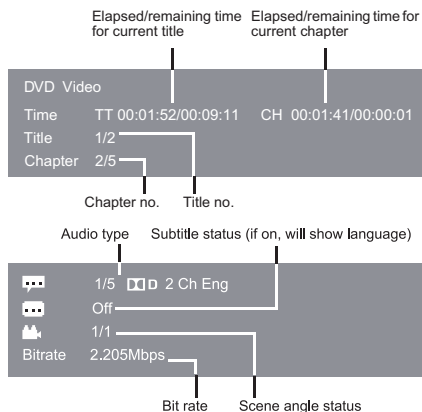 Elapsed/remaining time for current title
Elapsed/remaining time for current chapter
DVD Video
Time TT 00:01:52/00:09:11 CH 00:01:41/00:00:01
Title 1/2
Chapter 2/5
Chapter no. Title no.
Audio type Subtitle status (if on, will show language)
1/5 D 2 Ch Eng
Off
1/1
Bitrate 2.205Mbps
Bit rate Scene angle status